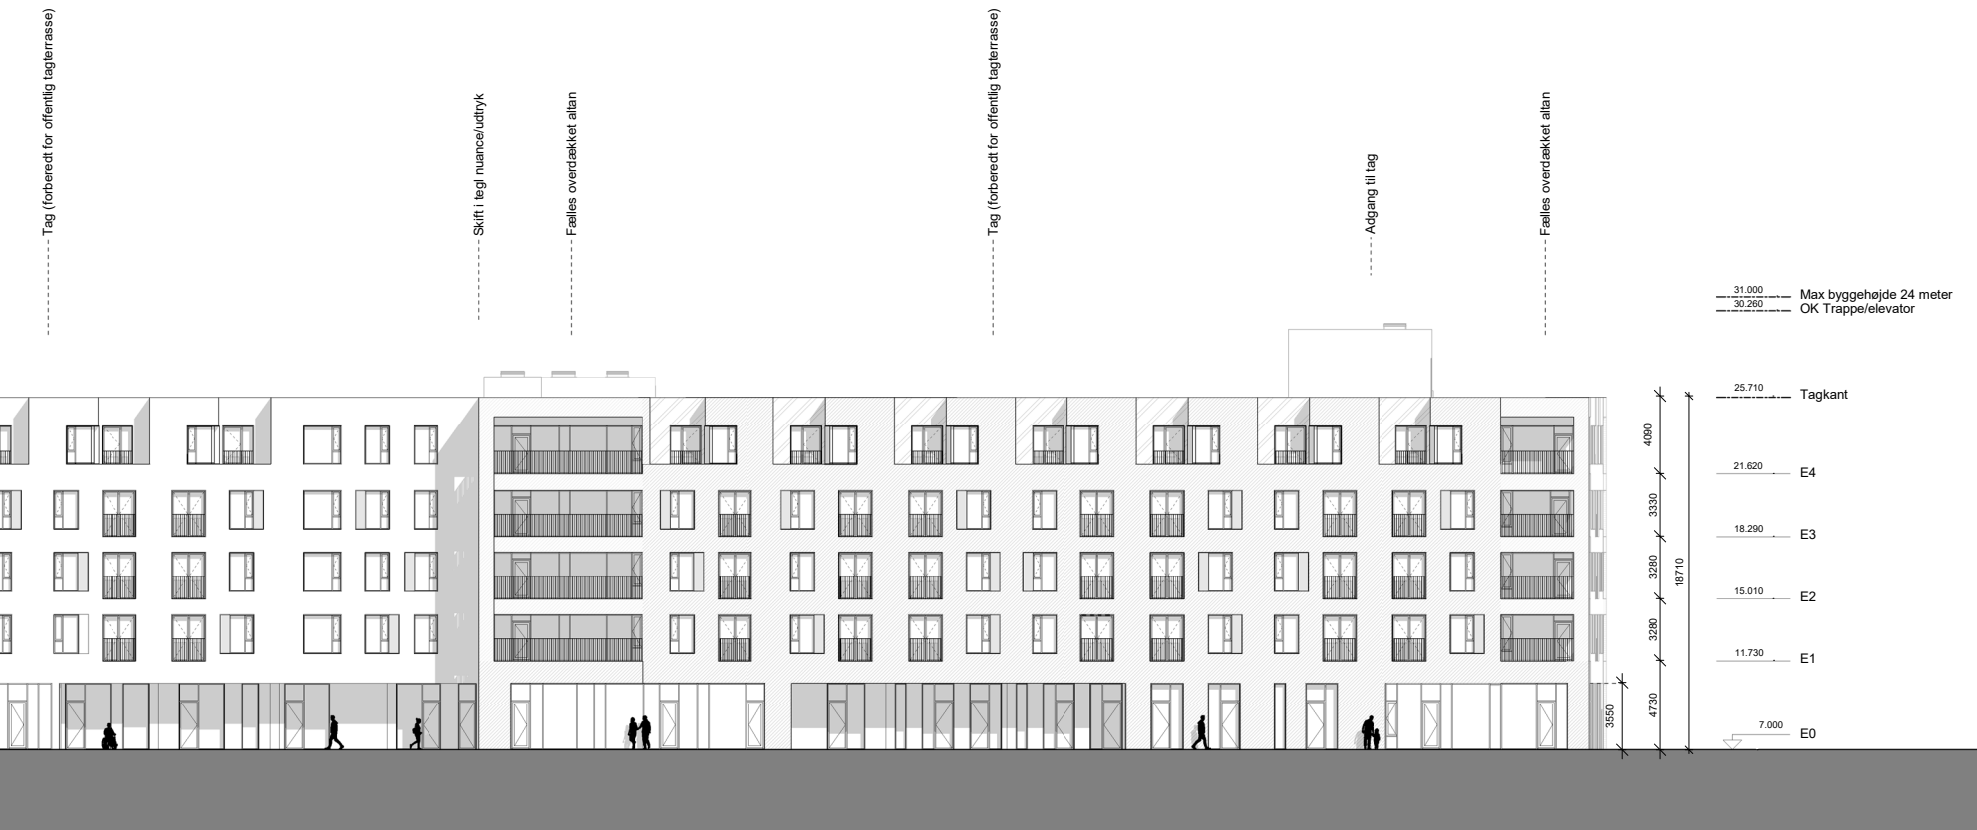 Tag (forberedt for offentlig tagterrasse)
Skift i tegl nuance/udtryk
Fælles overdækket altan
Tag (forberedt for offentlig tagterrasse)
Adgang til tag
Fælles overdækket altan
31.000 Max byggehøjde 24 meter
30.260 OK Trappe/elevator
25.710 Tagkant
4090
21.620 E4
3330
18.290 E3
3280
18710
15.010 E2
3280
11.730 E1
3550
4730
7.000 E0